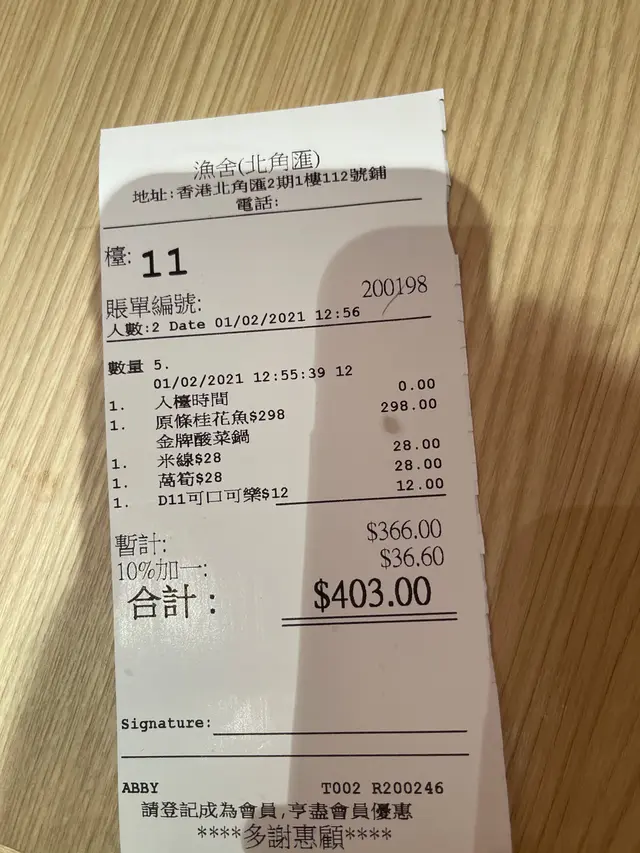 漁舍(北角匯)
地址:香港北角匯2期1樓112號鋪
電話:
檯: 11
賬單編號: 200198
人數:2 Date 01/02/2021 12:56
數量 5.
01/02/2021 12:55:39 12
1. 入檯時間 0.00
1. 原條桂花魚$298 298.00
金牌酸菜鍋
1. 米線$28 28.00
1. 萵筍$28 28.00
1. D11可口可樂$12 12.00
暫計: $366.00
10%加一: $36.60
合計: $403.00
Signature:
ABBY T002 R200246
請登記成為會員,亨盡會員優惠
****多謝惠顧****